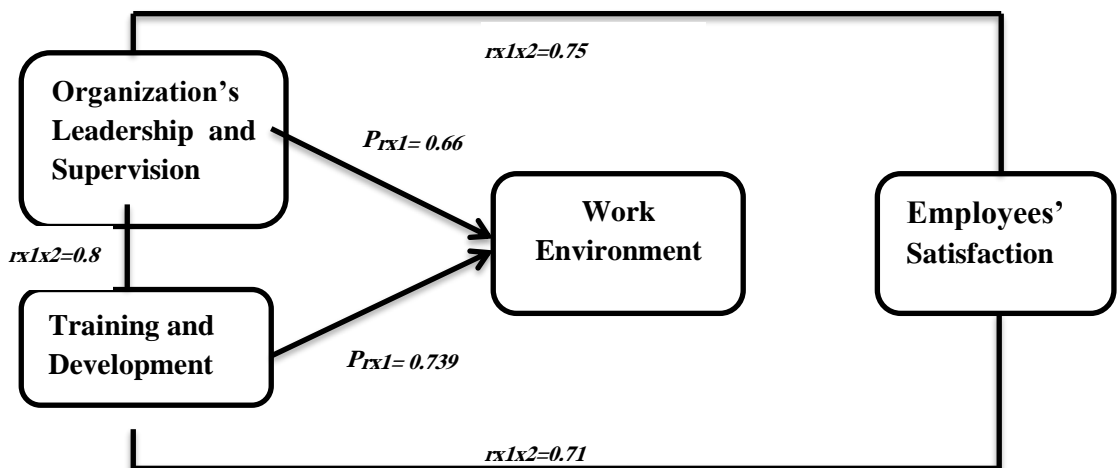 rx1x2=0.75
Organization’s
Leadership and
Supervision
Prx1= 0.66
Work
Environment
Employees’
Satisfaction
rx1x2=0.8
Training and
Development
Prx1= 0.739
rx1x2=0.71